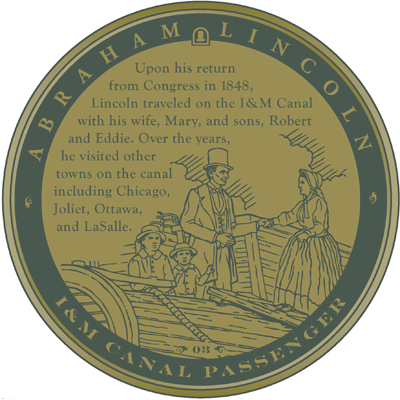 ABRAHAM LINCOLN
Upon his return
from Congress in 1848,
Lincoln traveled on the I&M Canal
with his wife, Mary, and sons, Robert
and Eddie. Over the years,
he visited other
towns on the canal
including Chicago,
Joliet, Ottawa,
and LaSalle.
03
I&M CANAL PASSENGER